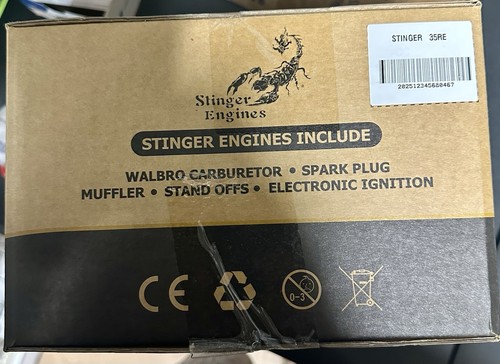 STINGER 35RE
202512345680467
Stinger
Engines
STINGER ENGINES INCLUDE
WALBRO CARBURETOR • SPARK PLUG
MUFFLER • STAND OFFS • ELECTRONIC IGNITION
CE
0-3